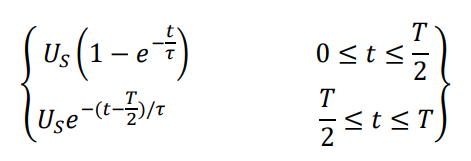 { U_S(1 − e^{−t/τ})    0 ≤ t ≤ T/2
U_S e^{−(t−T/2)/τ}    T/2 ≤ t ≤ T }